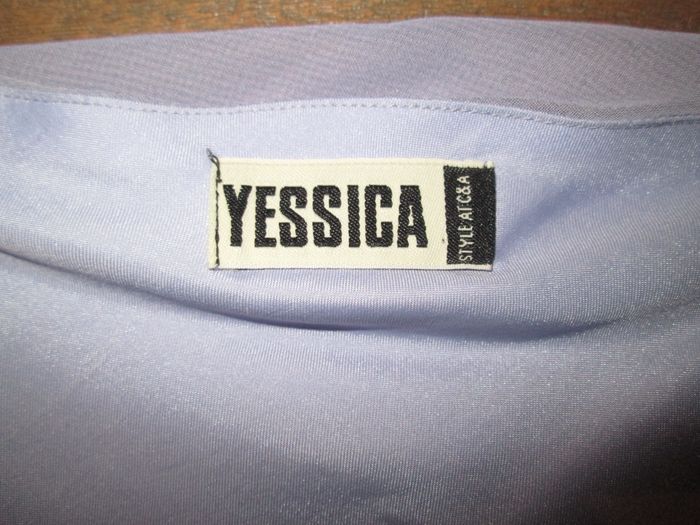 YESSICA
STYLE AT C&A